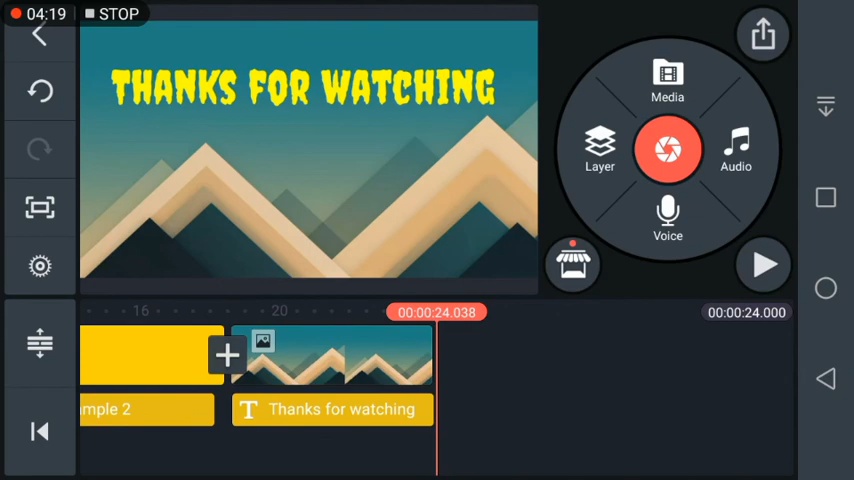 04:19 STOP
THANKS FOR WATCHING
Media
Layer
Audio
Voice
16
20
00:00:24.038
00:00:24.000
mple 2
T Thanks for watching